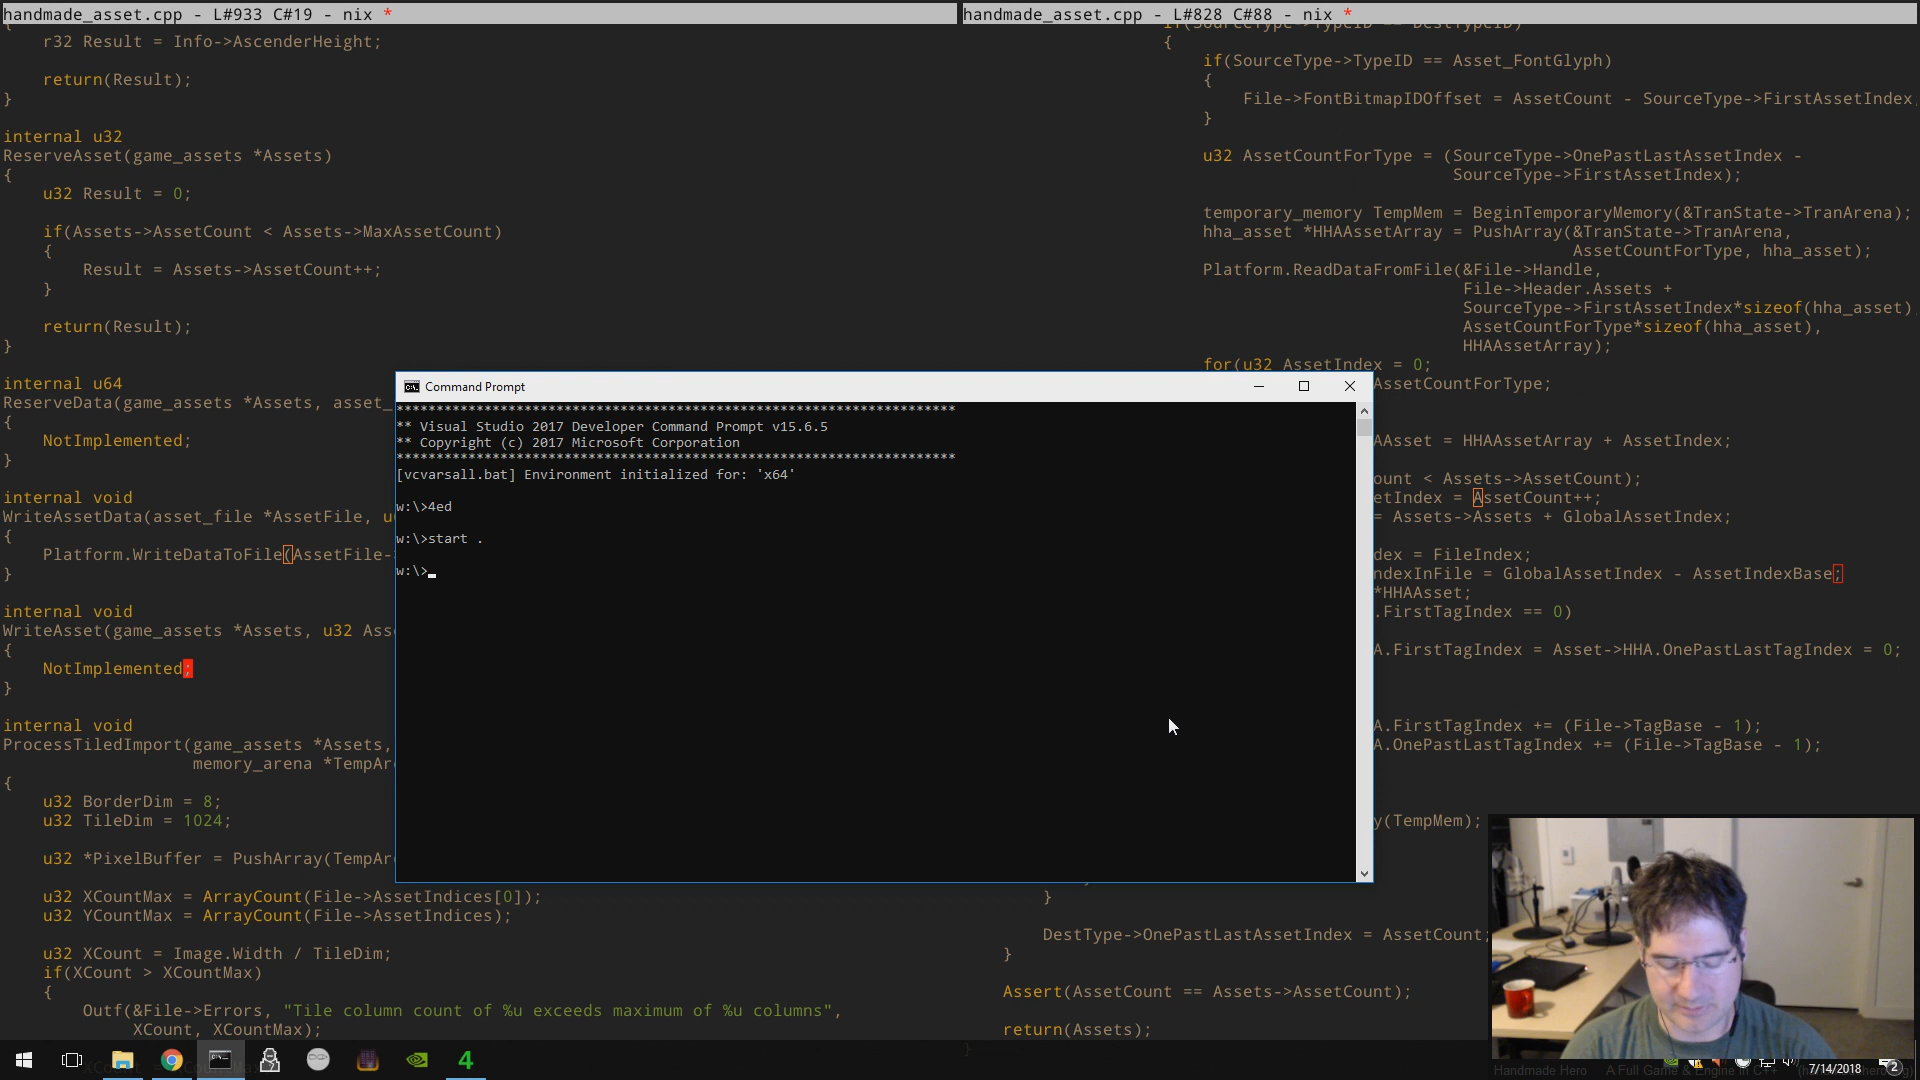 handmade_asset.cpp - L#933 C#19 - nix *
{
    r32 Result = Info->AscenderHeight;

    return(Result);
}

internal u32
ReserveAsset(game_assets *Assets)
{
    u32 Result = 0;

    if(Assets->AssetCount < Assets->MaxAssetCount)
    {
        Result = Assets->AssetCount++;
    }

    return(Result);
}

internal u64
ReserveData(game_assets *Assets, asset_
{
    NotImplemented;
}

internal void
WriteAssetData(asset_file *AssetFile, u
{
    Platform.WriteDataToFile(AssetFile-
}

internal void
WriteAsset(game_assets *Assets, u32 Ass
{
    NotImplemented;
}

internal void
ProcessTiledImport(game_assets *Assets,
                   memory_arena *TempAr
{
    u32 BorderDim = 8;
    u32 TileDim = 1024;

    u32 *PixelBuffer = PushArray(TempAr

    u32 XCountMax = ArrayCount(File->AssetIndices[0]);
    u32 YCountMax = ArrayCount(File->AssetIndices);

    u32 XCount = Image.Width / TileDim;
    if(XCount > XCountMax)
    {
        Outf(&File->Errors, "Tile column count of %u exceeds maximum of %u columns",
             XCount, XCountMax);
handmade_asset.cpp - L#828 C#88 - nix *
if(SourceType->TypeID == DestTypeID)
{
    if(SourceType->TypeID == Asset_FontGlyph)
    {
        File->FontBitmapIDOffset = AssetCount - SourceType->FirstAssetIndex
    }

    u32 AssetCountForType = (SourceType->OnePastLastAssetIndex -
                             SourceType->FirstAssetIndex);

    temporary_memory TempMem = BeginTemporaryMemory(&TranState->TranArena);
    hha_asset *HHAAssetArray = PushArray(&TranState->TranArena,
                                         AssetCountForType, hha_asset);
    Platform.ReadDataFromFile(&File->Handle,
                              File->Header.Assets +
                              SourceType->FirstAssetIndex*sizeof(hha_asset)
                              AssetCountForType*sizeof(hha_asset),
                              HHAAssetArray);
    for(u32 AssetIndex = 0;
AssetCountForType;
AAsset = HHAAssetArray + AssetIndex;
ount < Assets->AssetCount);
etIndex = AssetCount++;
= Assets->Assets + GlobalAssetIndex;
dex = FileIndex;
ndexInFile = GlobalAssetIndex - AssetIndexBase;
*HHAAsset;
.FirstTagIndex == 0)
A.FirstTagIndex = Asset->HHA.OnePastLastTagIndex = 0;
A.FirstTagIndex += (File->TagBase - 1);
A.OnePastLastTagIndex += (File->TagBase - 1);
y(TempMem);
        }

        DestType->OnePastLastAssetIndex = AssetCount;
    }

    Assert(AssetCount == Assets->AssetCount);

    return(Assets);
}
Command Prompt
**********************************************************************
** Visual Studio 2017 Developer Command Prompt v15.6.5
** Copyright (c) 2017 Microsoft Corporation
**********************************************************************
[vcvarsall.bat] Environment initialized for: 'x64'

w:\>4ed

w:\>start .

w:\>_
4
7/14/2018
2
Handmade Hero